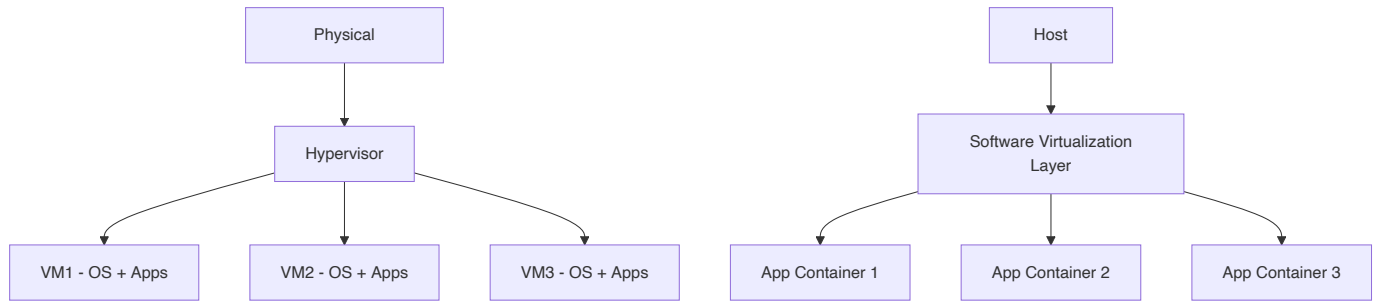 Physical
Host
Hypervisor
Software Virtualization
Layer
VM1 - OS + Apps
VM2 - OS + Apps
VM3 - OS + Apps
App Container 1
App Container 2
App Container 3